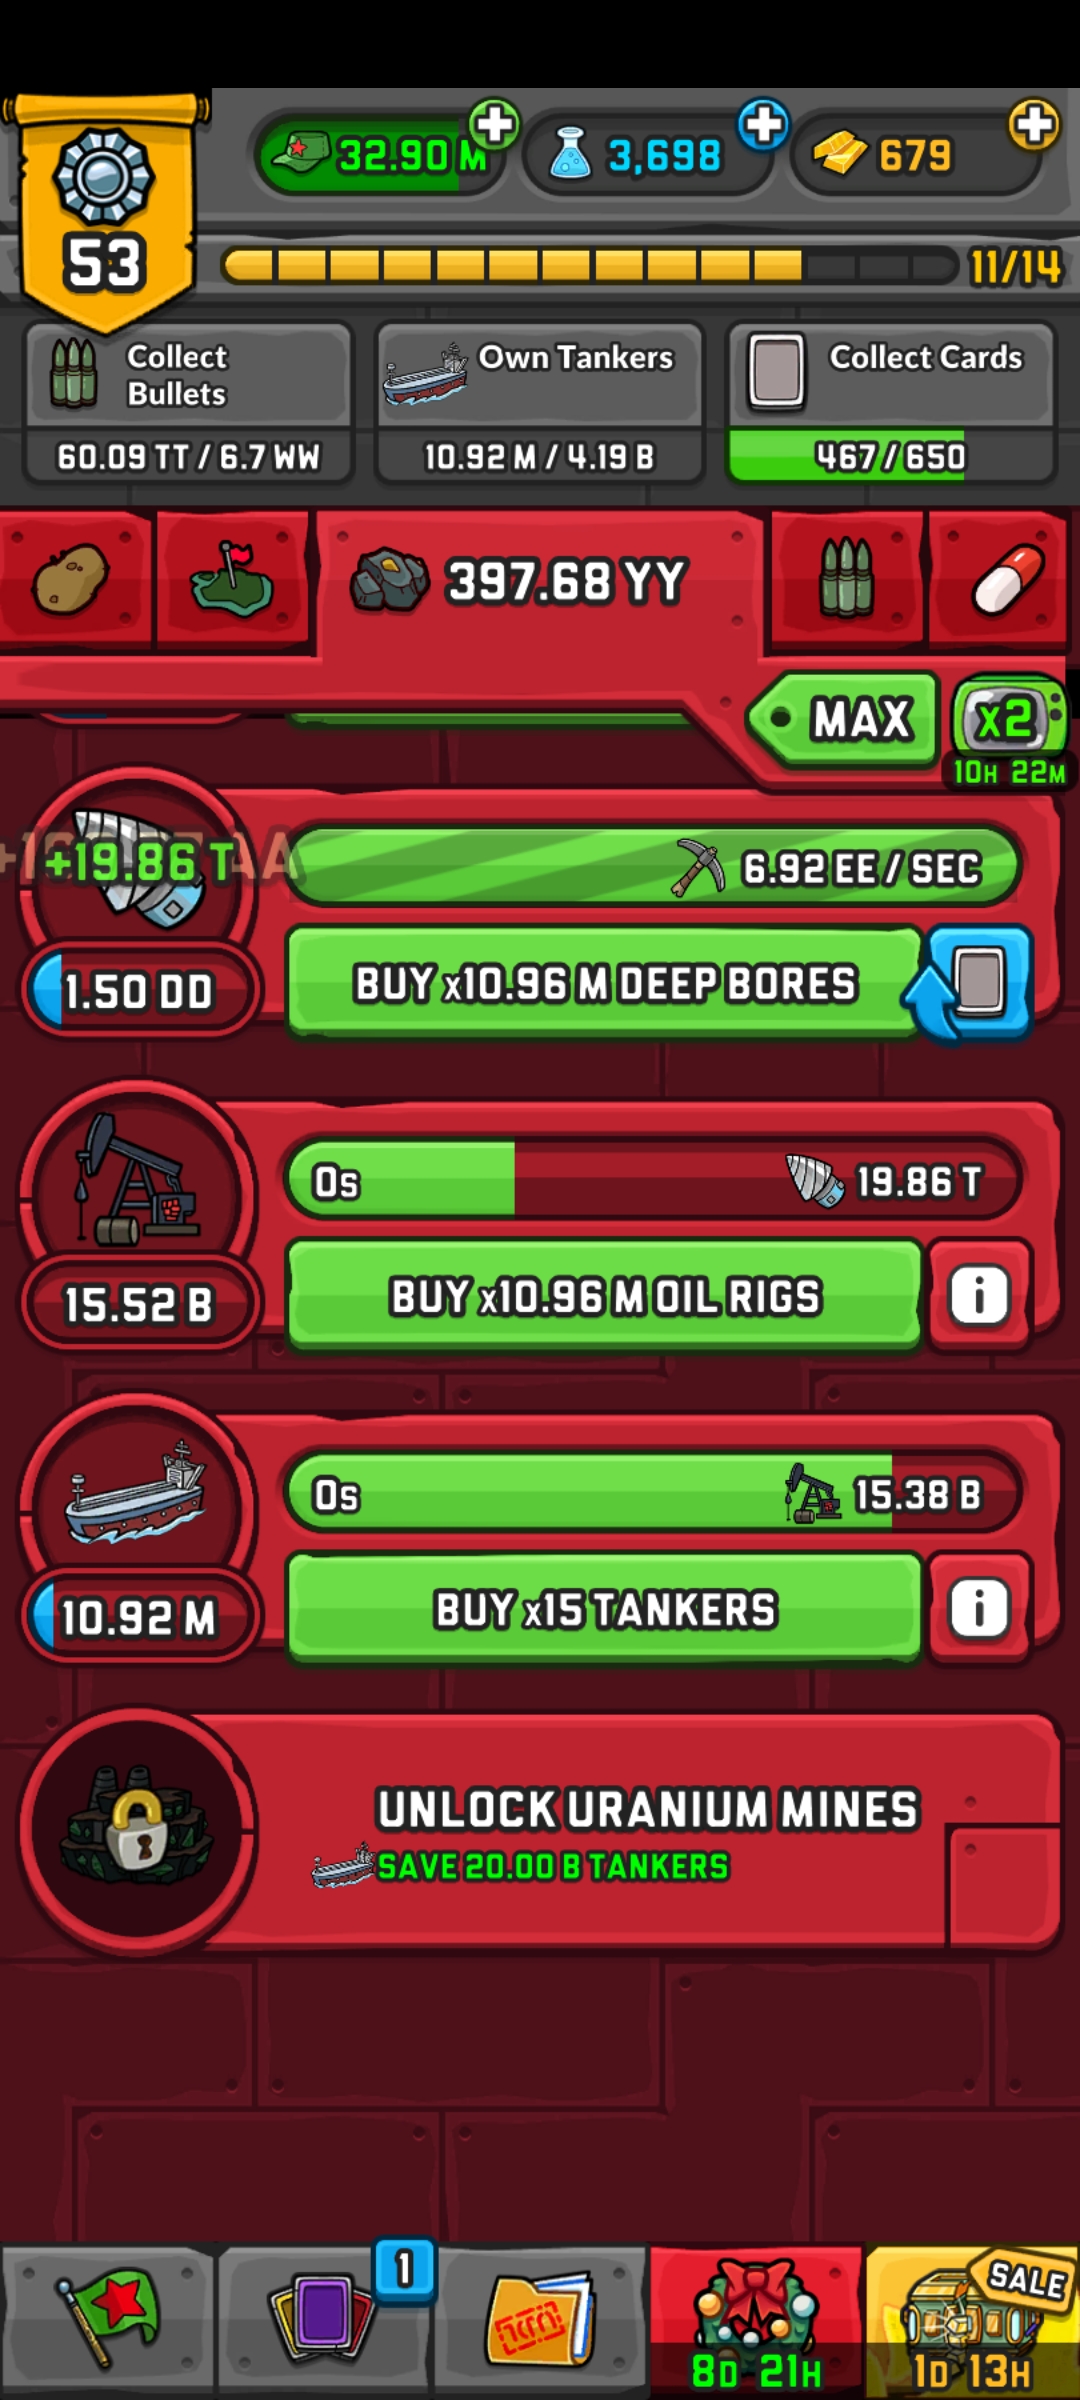 32.90 M
3,698
679
53
11/14
Collect
Bullets
Own Tankers
Collect Cards
60.09 TT / 6.7 WW
10.92 M / 4.19 B
467 / 650
397.68 YY
MAX
x2
10H 22M
+19.86 T
6.92 EE / SEC
1.50 DD
BUY x10.96 M DEEP BORES
0s
19.86 T
15.52 B
BUY x10.96 M OIL RIGS
i
0s
15.38 B
10.92 M
BUY x15 TANKERS
i
UNLOCK URANIUM MINES
SAVE 20.00 B TANKERS
1
SALE
8D 21H
1D 13H